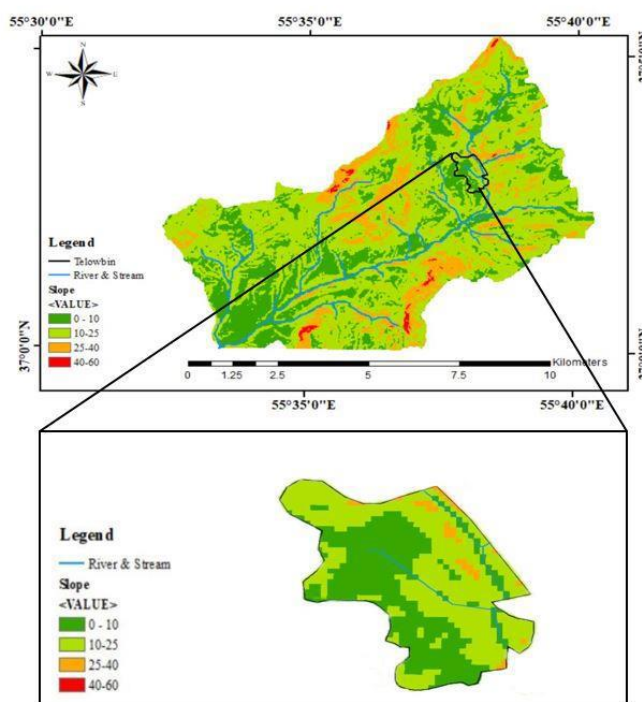 55°30'0"E 55°35'0"E 55°40'0"E
N
W E
S
Legend
Telowbin
River & Stream
Slope
<VALUE>
0 - 10
10-25
25-40
40-60
37°0'0"N
Kilometers
0 1.25 2.5 5 7.5 10
55°35'0"E 55°40'0"E
Legend
River & Stream
Slope
<VALUE>
0 - 10
10-25
25-40
40-60